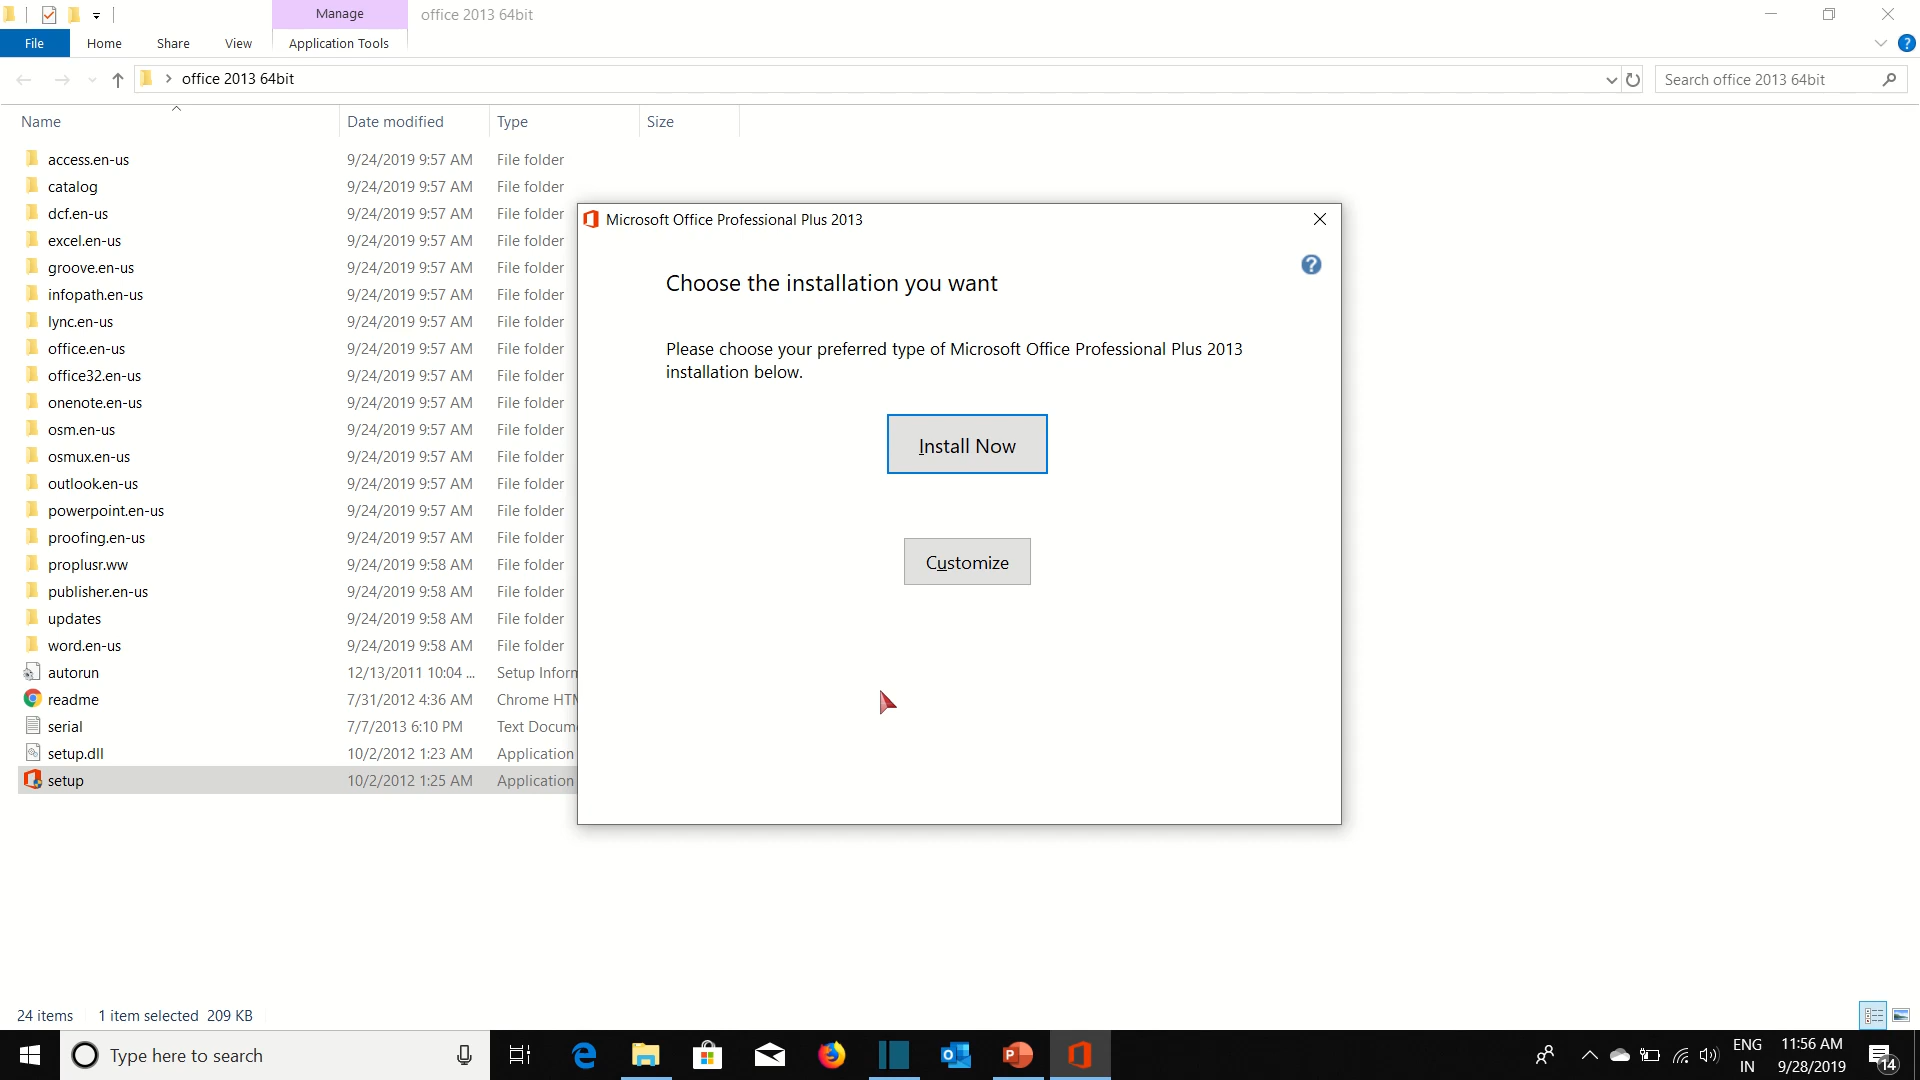 Manage
office 2013 64bit
File
Home
Share
View
Application Tools
office 2013 64bit
Search office 2013 64bit
Name
Date modified
Type
Size
access.en-us 9/24/2019 9:57 AM File folder
catalog 9/24/2019 9:57 AM File folder
dcf.en-us 9/24/2019 9:57 AM File folder
excel.en-us 9/24/2019 9:57 AM File folder
groove.en-us 9/24/2019 9:57 AM File folder
infopath.en-us 9/24/2019 9:57 AM File folder
lync.en-us 9/24/2019 9:57 AM File folder
office.en-us 9/24/2019 9:57 AM File folder
office32.en-us 9/24/2019 9:57 AM File folder
onenote.en-us 9/24/2019 9:57 AM File folder
osm.en-us 9/24/2019 9:57 AM File folder
osmux.en-us 9/24/2019 9:57 AM File folder
outlook.en-us 9/24/2019 9:57 AM File folder
powerpoint.en-us 9/24/2019 9:57 AM File folder
proofing.en-us 9/24/2019 9:57 AM File folder
proplusr.ww 9/24/2019 9:58 AM File folder
publisher.en-us 9/24/2019 9:58 AM File folder
updates 9/24/2019 9:58 AM File folder
word.en-us 9/24/2019 9:58 AM File folder
autorun 12/13/2011 10:04 ... Setup Inform
readme 7/31/2012 4:36 AM Chrome HTM
serial 7/7/2013 6:10 PM Text Docum
setup.dll 10/2/2012 1:23 AM Application
setup 10/2/2012 1:25 AM Application
Microsoft Office Professional Plus 2013
Choose the installation you want
Please choose your preferred type of Microsoft Office Professional Plus 2013
installation below.
Install Now
Customize
24 items 1 item selected 209 KB
Type here to search
ENG
IN
11:56 AM
9/28/2019
14